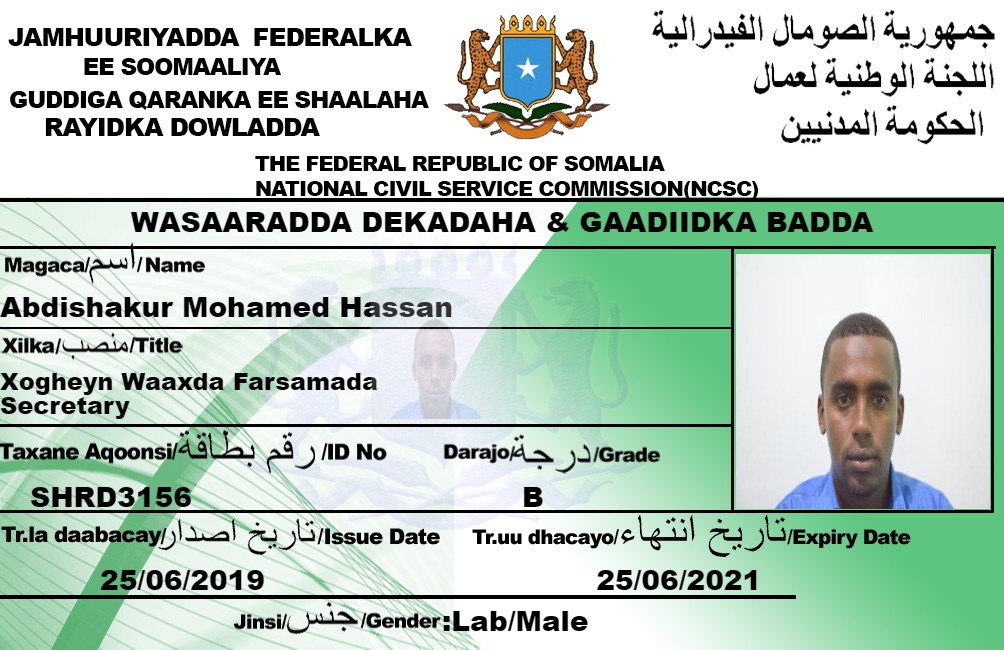 JAMHUURIYADDA FEDERALKA
EE SOOMAALIYA
GUDDIGA QARANKA EE SHAALAHA
RAYIDKA DOWLADDA
جمهورية الصومال الفيدرالية
اللجنة الوطنية لعمال
الحكومة المدنيين
THE FEDERAL REPUBLIC OF SOMALIA
NATIONAL CIVIL SERVICE COMMISSION(NCSC)
WASAARADDA DEKADAHA & GAADIIDKA BADDA
Magaca/اسم/Name
Abdishakur Mohamed Hassan
Xilka/منصب/Title
Xogheyn Waaxda Farsamada
Secretary
Taxane Aqoonsi/رقم بطاقة/ID No
Darajo/درجة/Grade
SHRD3156
B
Tr.la daabacay/تاريخ اصدار/Issue Date
Tr.uu dhacayo/تاريخ انتهاء/Expiry Date
25/06/2019
25/06/2021
Jinsi/جنس/Gender:Lab/Male